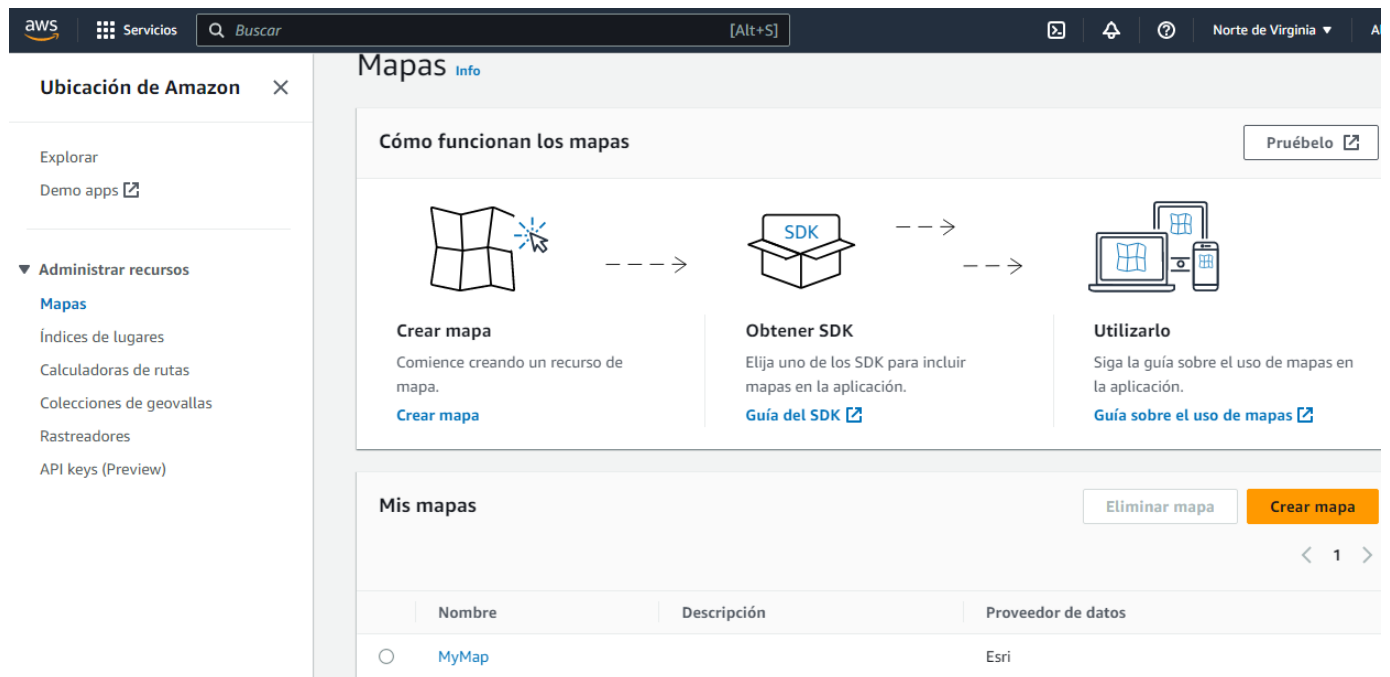 aws
Servicios
Buscar
[Alt+S]
Norte de Virginia ▼
Ubicación de Amazon
Explorar
Demo apps
▼ Administrar recursos
Mapas
Índices de lugares
Calculadoras de rutas
Colecciones de geovallas
Rastreadores
API keys (Preview)
Mapas Info
Cómo funcionan los mapas
Pruébelo
SDK
Crear mapa
Comience creando un recurso de
mapa.
Crear mapa
Obtener SDK
Elija uno de los SDK para incluir
mapas en la aplicación.
Guía del SDK
Utilizarlo
Siga la guía sobre el uso de mapas en
la aplicación.
Guía sobre el uso de mapas
Mis mapas
Eliminar mapa
Crear mapa
< 1 >
Nombre
Descripción
Proveedor de datos
MyMap
Esri